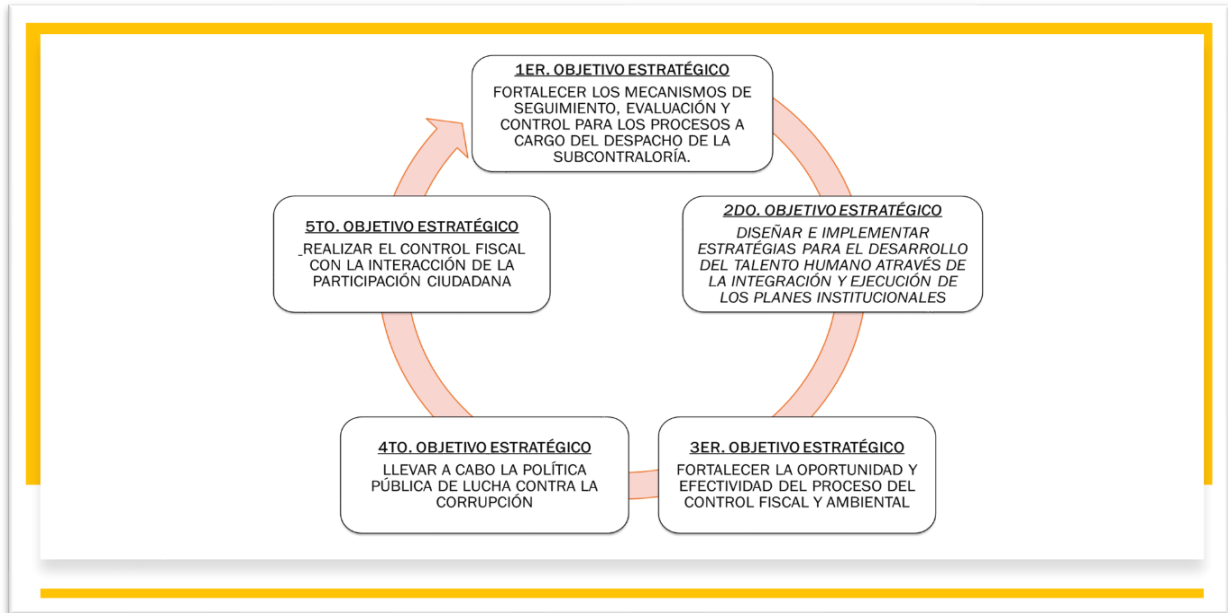 1ER. OBJETIVO ESTRATÉGICO
FORTALECER LOS MECANISMOS DE
SEGUIMIENTO, EVALUACIÓN Y
CONTROL PARA LOS PROCESOS A
CARGO DEL DESPACHO DE LA
SUBCONTRALORÍA.
2DO. OBJETIVO ESTRATÉGICO
DISEÑAR E IMPLEMENTAR
ESTRATÉGIAS PARA EL DESARROLLO
DEL TALENTO HUMANO ATRAVÉS DE
LA INTEGRACIÓN Y EJECUCIÓN DE
LOS PLANES INSTITUCIONALES
3ER. OBJETIVO ESTRATÉGICO
FORTALECER LA OPORTUNIDAD Y
EFECTIVIDAD DEL PROCESO DEL
CONTROL FISCAL Y AMBIENTAL
4TO. OBJETIVO ESTRATÉGICO
LLEVAR A CABO LA POLÍTICA
PÚBLICA DE LUCHA CONTRA LA
CORRUPCIÓN
5TO. OBJETIVO ESTRATÉGICO
REALIZAR EL CONTROL FISCAL
CON LA INTERACCIÓN DE LA
PARTICIPACIÓN CIUDADANA